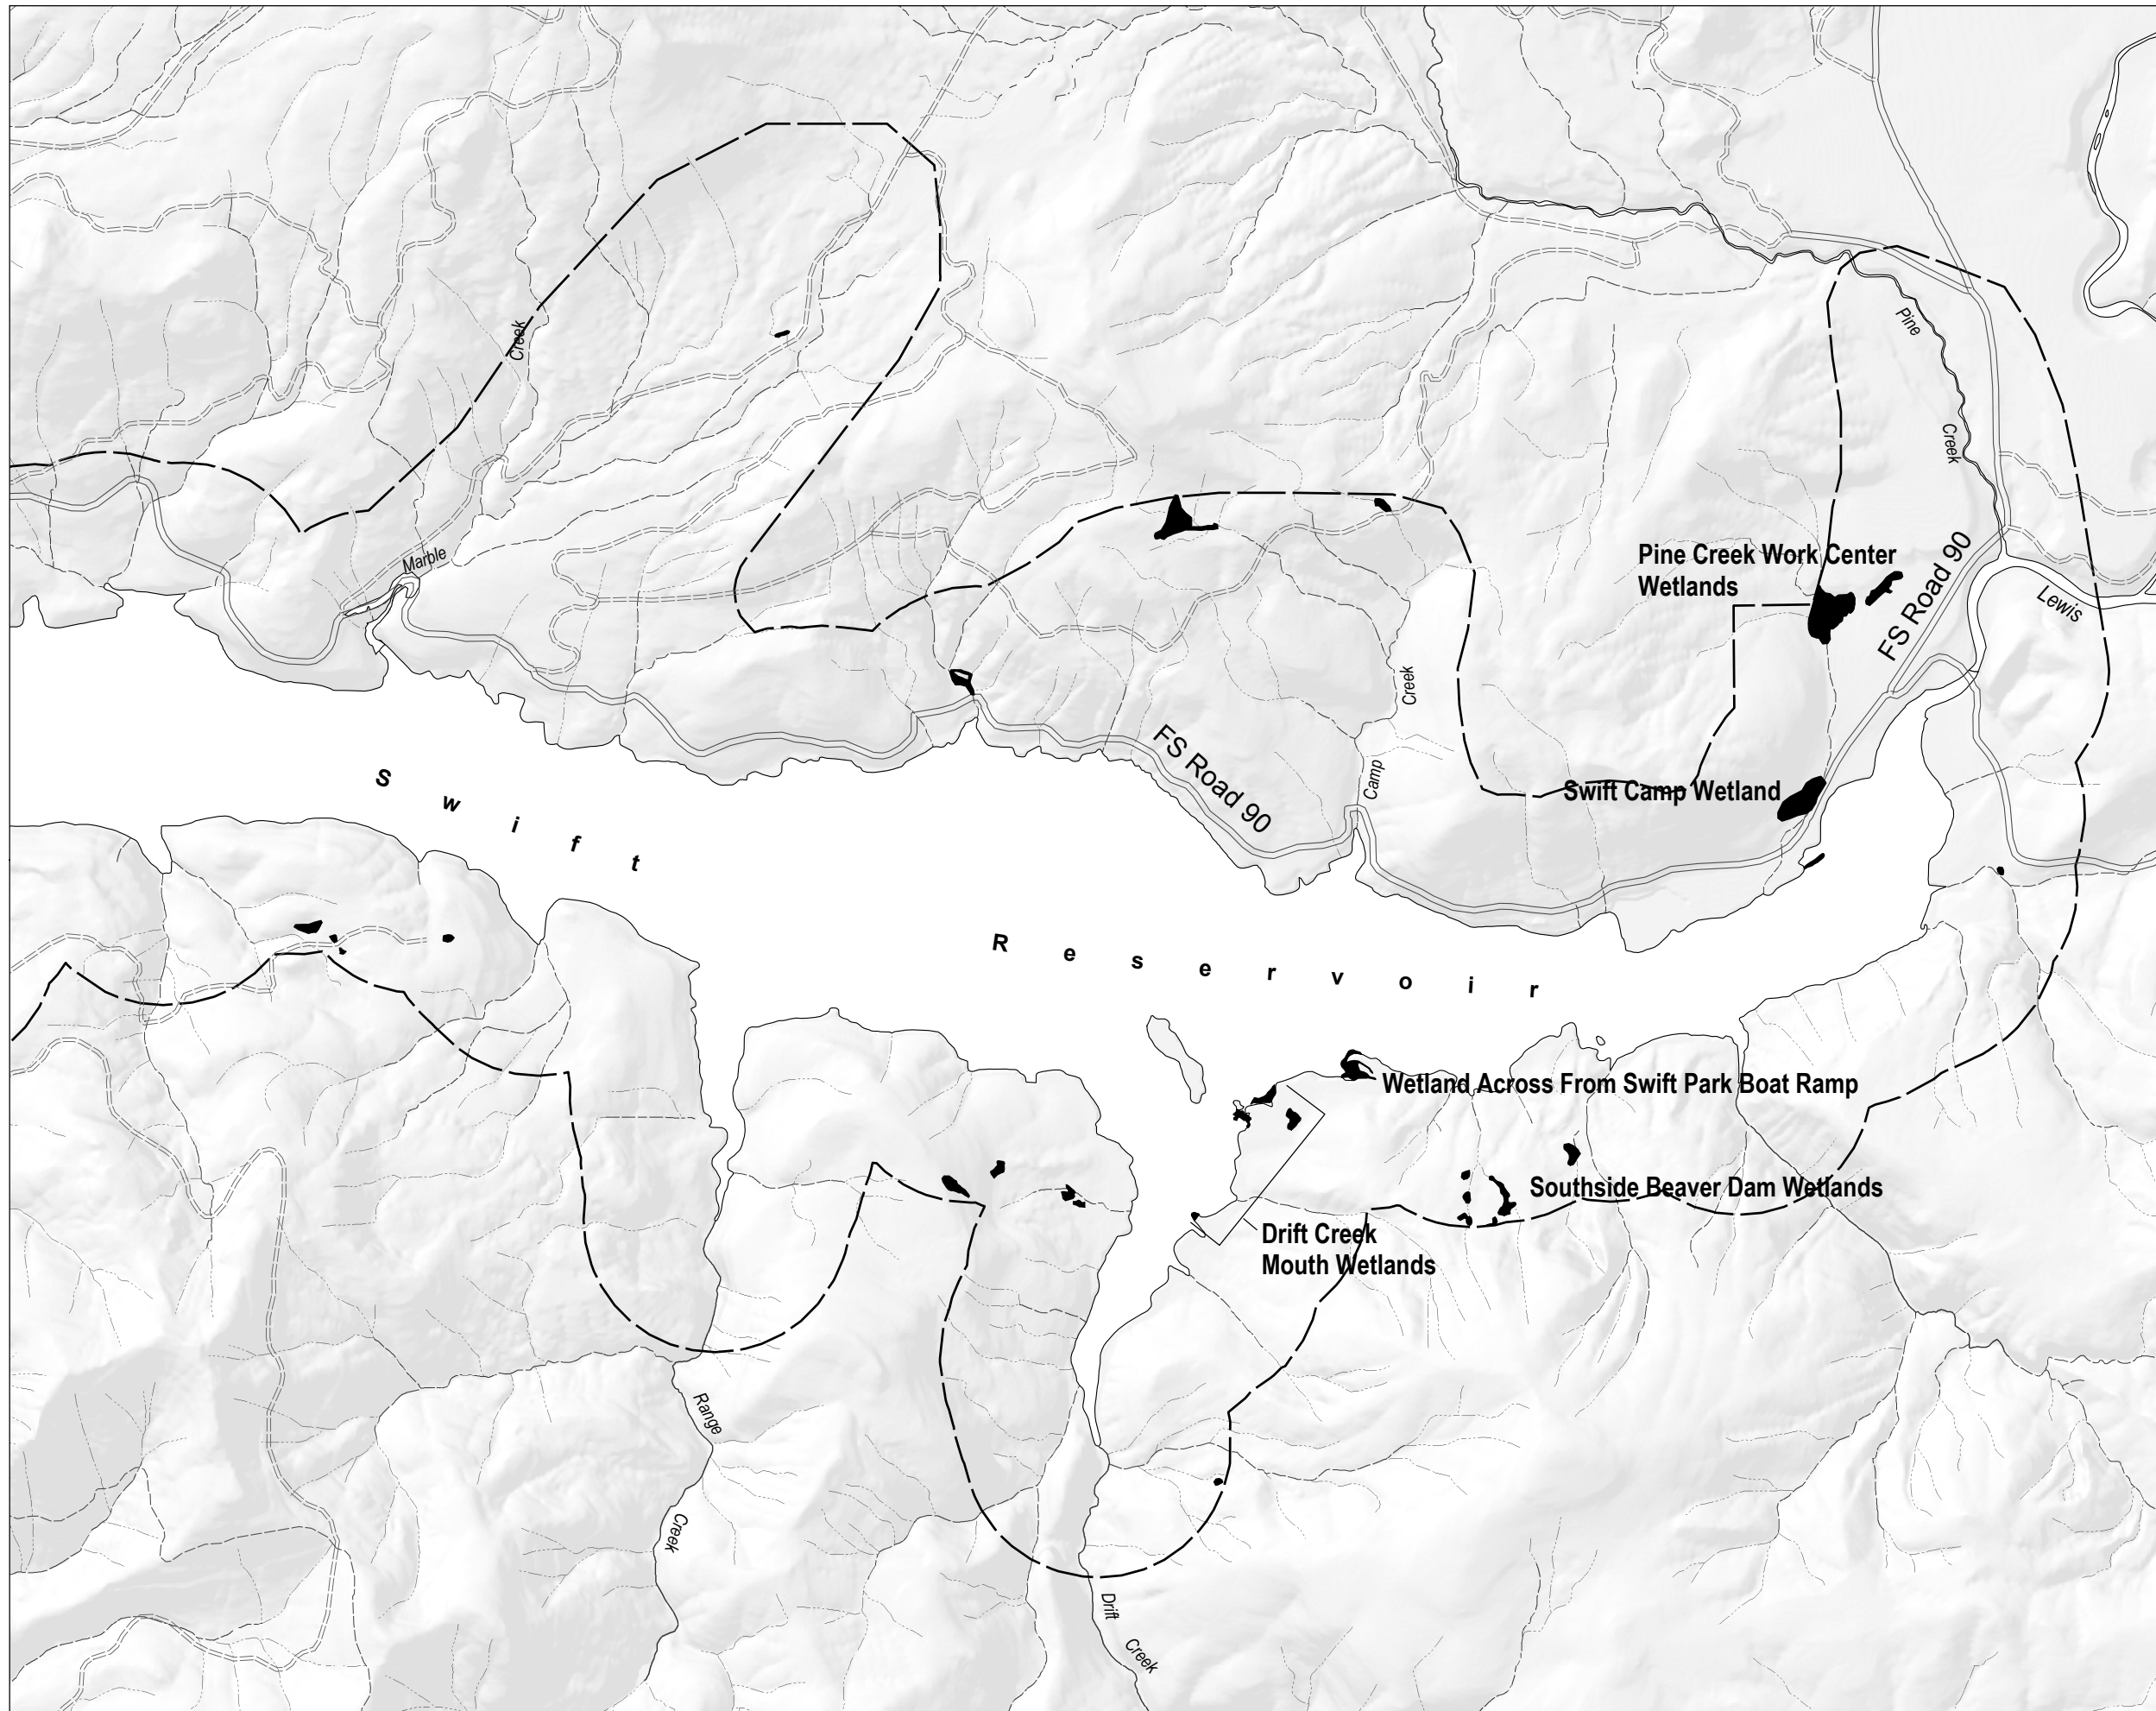 Creek
Pine
Creek
Marble
Pine Creek Work Center
Wetlands
FS Road 90
Lewis
Creek
FS Road 90
Camp
Swift Camp Wetland
Swift
Reservoir
Wetland Across From Swift Park Boat Ramp
Southside Beaver Dam Wetlands
Drift Creek
Mouth Wetlands
Range
Creek
Drift
Creek